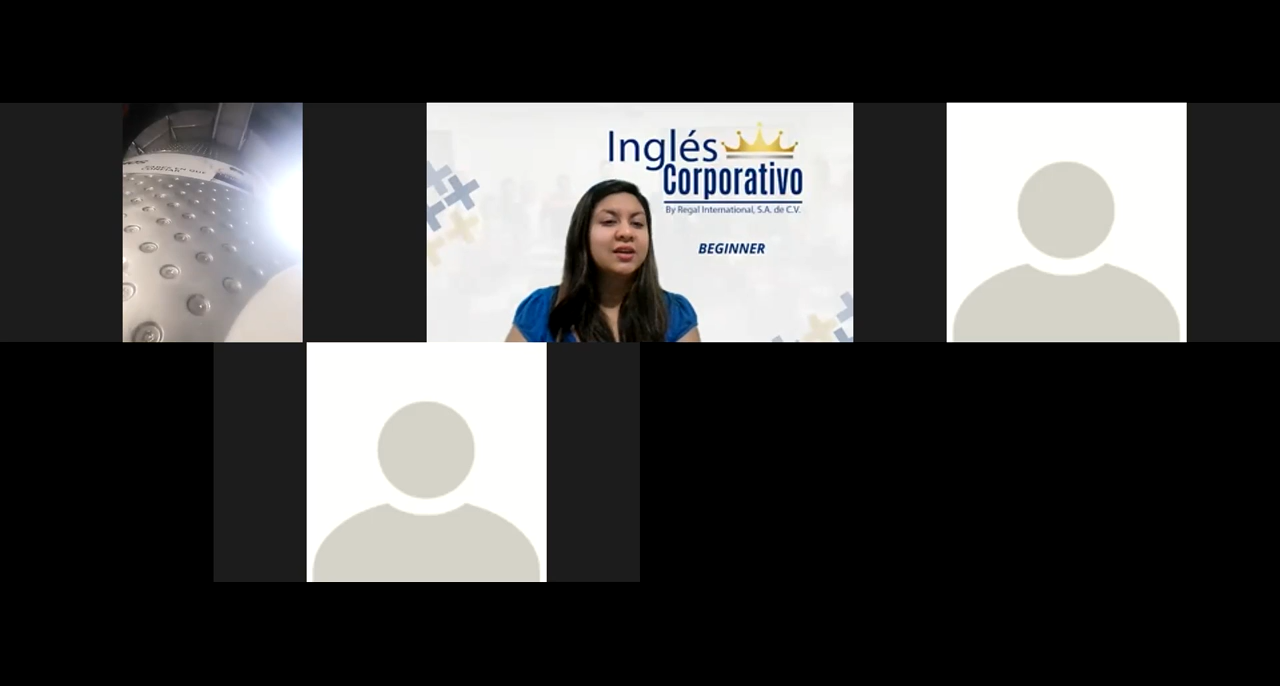 Inglés
Corporativo
By Regal International, S.A. de C.V.
BEGINNER